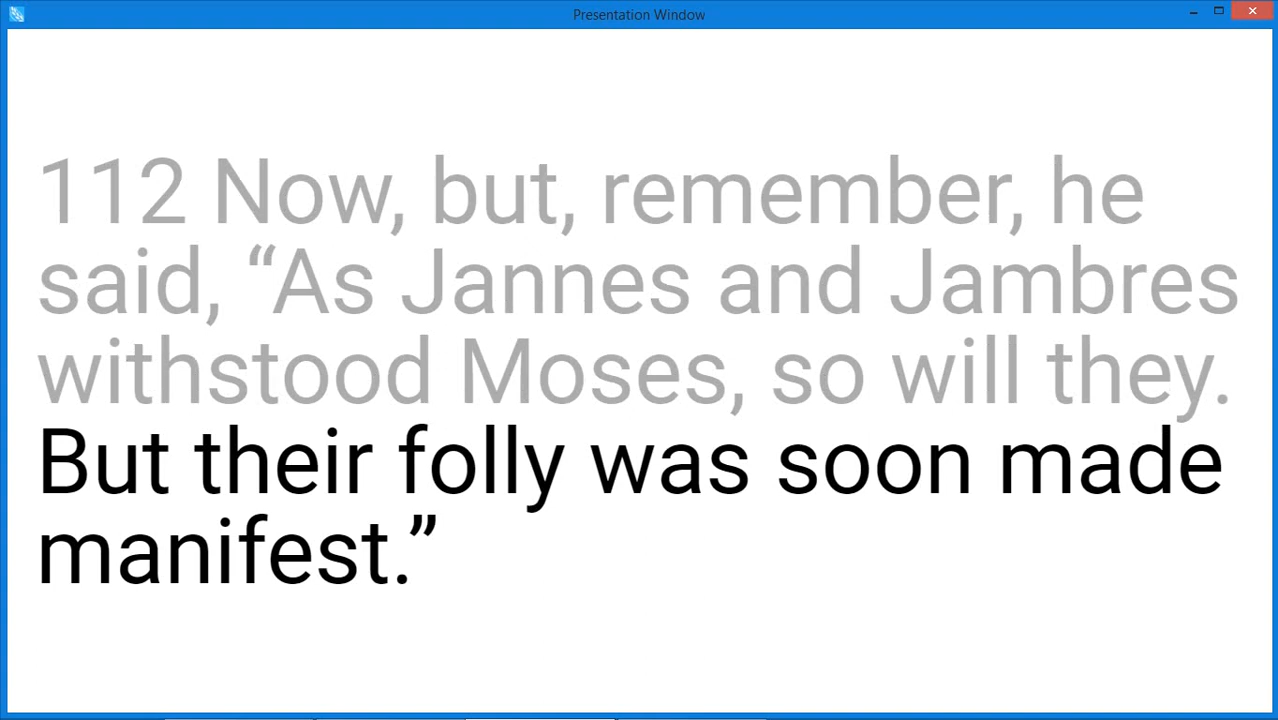 Presentation Window
112 Now, but, remember, he
said, “As Jannes and Jambres
withstood Moses, so will they.
But their folly was soon made
manifest.”